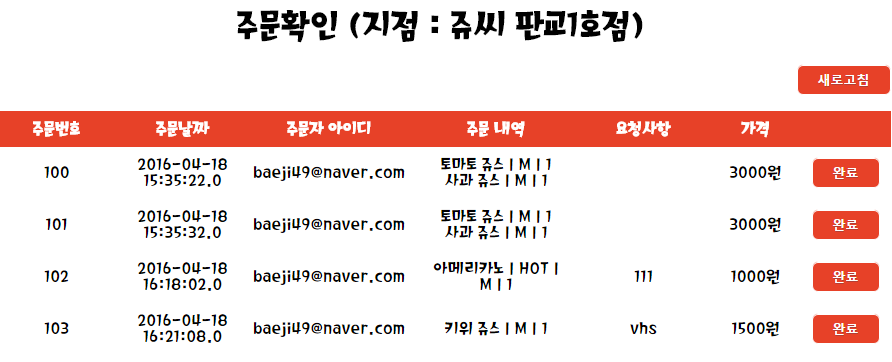 주문확인 (지점 : 쥬씨 판교1호점)
새로고침
주문번호 주문날짜 주문자 아이디 주문 내역 요청사항 가격
100 2016-04-18 15:35:22.0 baeji49@naver.com 토마토 쥬스 | M | 1 사과 쥬스 | M | 1 3000원 완료
101 2016-04-18 15:35:32.0 baeji49@naver.com 토마토 쥬스 | M | 1 사과 쥬스 | M | 1 3000원 완료
102 2016-04-18 16:18:02.0 baeji49@naver.com 아메리카노 | HOT | M | 1 111 1000원 완료
103 2016-04-18 16:21:08.0 baeji49@naver.com 키위 쥬스 | M | 1 vhs 1500원 완료